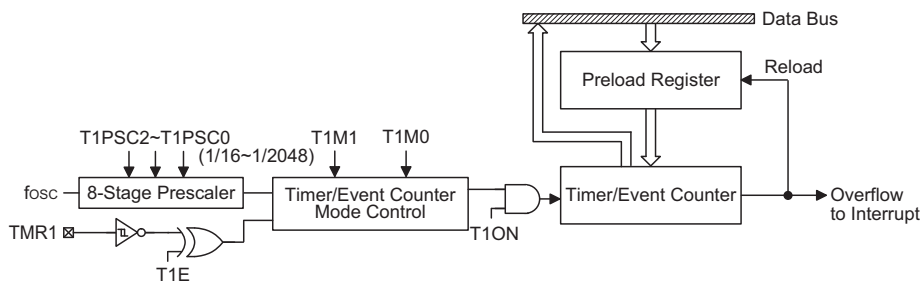 Data Bus
Preload Register
Reload
T1PSC2~T1PSC0
(1/16~1/2048)
T1M1
T1M0
fosc
8-Stage Prescaler
Timer/Event Counter
Mode Control
Timer/Event Counter
Overflow
to Interrupt
TMR1
T1ON
T1E